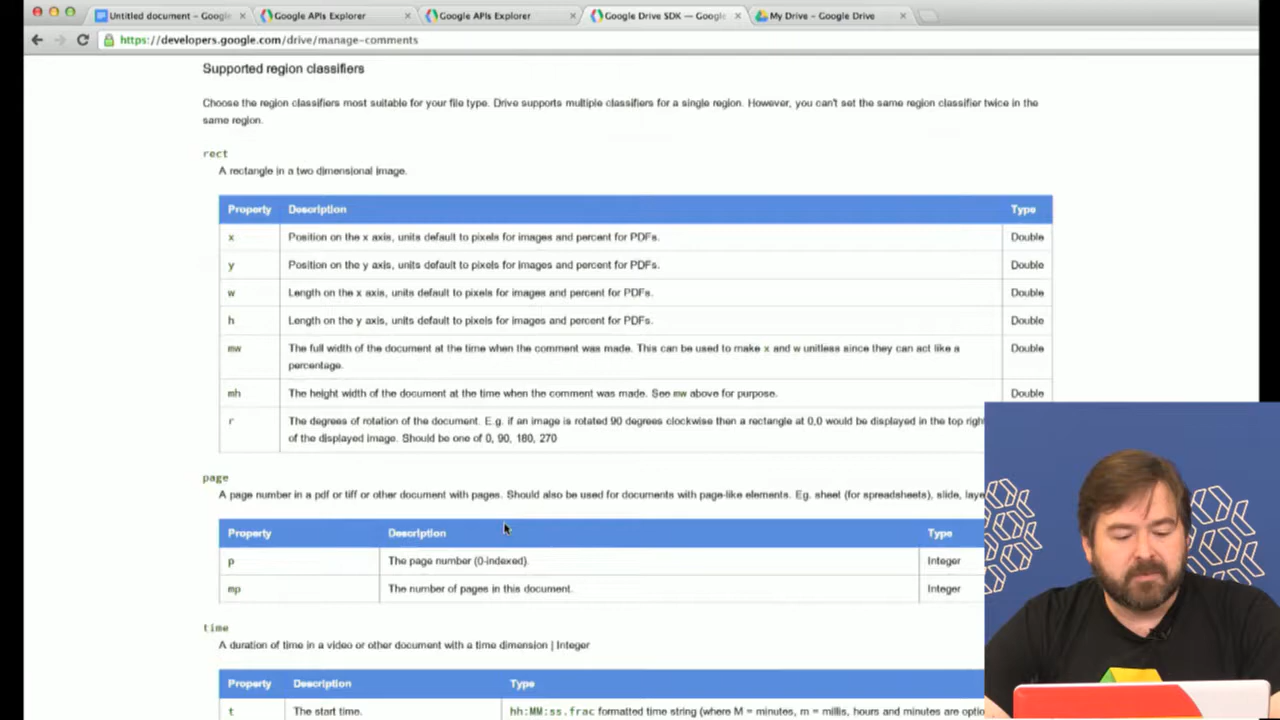 Untitled document – Google
Google APIs Explorer
Google APIs Explorer
Google Drive SDK — Google
My Drive – Google Drive
https://developers.google.com/drive/manage-comments
Supported region classifiers
Choose the region classifiers most suitable for your file type. Drive supports multiple classifiers for a single region. However, you can't set the same region classifier twice in the
same region.
rect
A rectangle in a two dimensional image.
Property Description Type
x Position on the x axis, units default to pixels for images and percent for PDFs. Double
y Position on the y axis, units default to pixels for images and percent for PDFs. Double
w Length on the x axis, units default to pixels for images and percent for PDFs. Double
h Length on the y axis, units default to pixels for images and percent for PDFs. Double
mw The full width of the document at the time when the comment was made. This can be used to make x and w unitless since they can act like a Double
percentage.
mh The height width of the document at the time when the comment was made. See mw above for purpose. Double
r The degrees of rotation of the document. E.g. if an image is rotated 90 degrees clockwise then a rectangle at 0,0 would be displayed in the top right
of the displayed image. Should be one of 0, 90, 180, 270
page
A page number in a pdf or tiff or other document with pages. Should also be used for documents with page-like elements. Eg. sheet (for spreadsheets), slide, laye
Property Description Type
p The page number (0-indexed). Integer
mp The number of pages in this document. Integer
time
A duration of time in a video or other document with a time dimension | Integer
Property Description Type
t The start time. hh:MM:ss.frac formatted time string (where M = minutes, m = millis, hours and minutes are optio